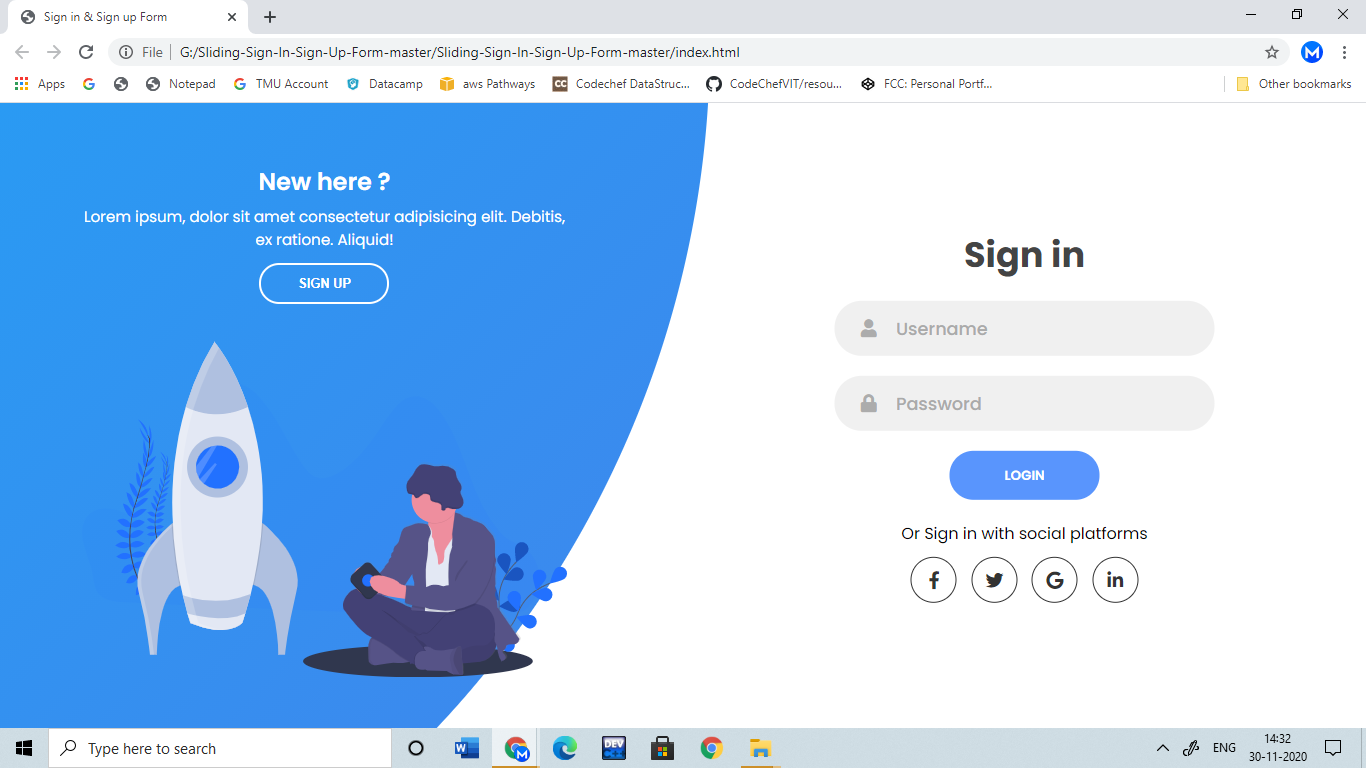 Sign in & Sign up Form
File
G:/Sliding-Sign-In-Sign-Up-Form-master/Sliding-Sign-In-Sign-Up-Form-master/index.html
M
Apps
Notepad
TMU Account
Datacamp
aws Pathways
CC
Codechef DataStruc...
CodeChefVIT/resou...
FCC: Personal Portf...
Other bookmarks
New here ?
Lorem ipsum, dolor sit amet consectetur adipisicing elit. Debitis,
ex ratione. Aliquid!
SIGN UP
Sign in
Username
Password
LOGIN
Or Sign in with social platforms
f
G
in
Type here to search
W
M
DEV
C++
ENG
14:32
30-11-2020